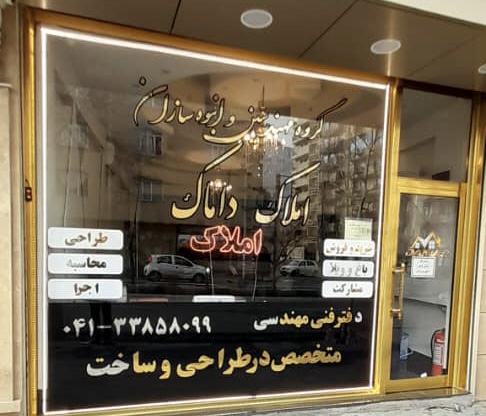 گروه مهندسین و انبوه سازان
املاک داماک
املاک
خرید و فروش
باغ و ویلا
مشارکت
طراحی
محاسبه
اجرا
دفتر فنی مهندسی ۰۴۱-۳۳۸۵۸۰۹۹
متخصص در طراحی و ساخت